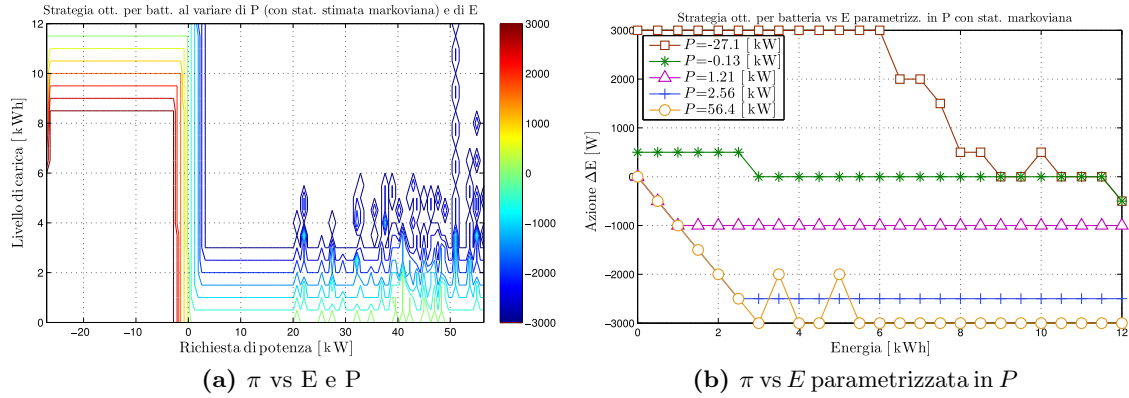 Strategia ott. per batt. al variare di P (con stat. stimata markoviana) e di E
Livello di carica [ kWh ]
10
8
6
4
2
0
−20
−10
0
10
20
30
40
50
Richiesta di potenza [ kW ]
3000
2000
1000
0
−1000
−2000
−3000
(a) π vs E e P
Strategia ott. per batteria vs E parametrizz. in P con stat. markoviana
P=-27.1 [ kW]
P=-0.13 [ kW]
P=1.21 [ kW]
P=2.56 [ kW]
P=56.4 [ kW]
Azione ΔE [W]
3000
2000
1000
0
−1000
−2000
−3000
0
2
4
6
8
10
12
Energia [ kWh]
(b) π vs E parametrizzata in P